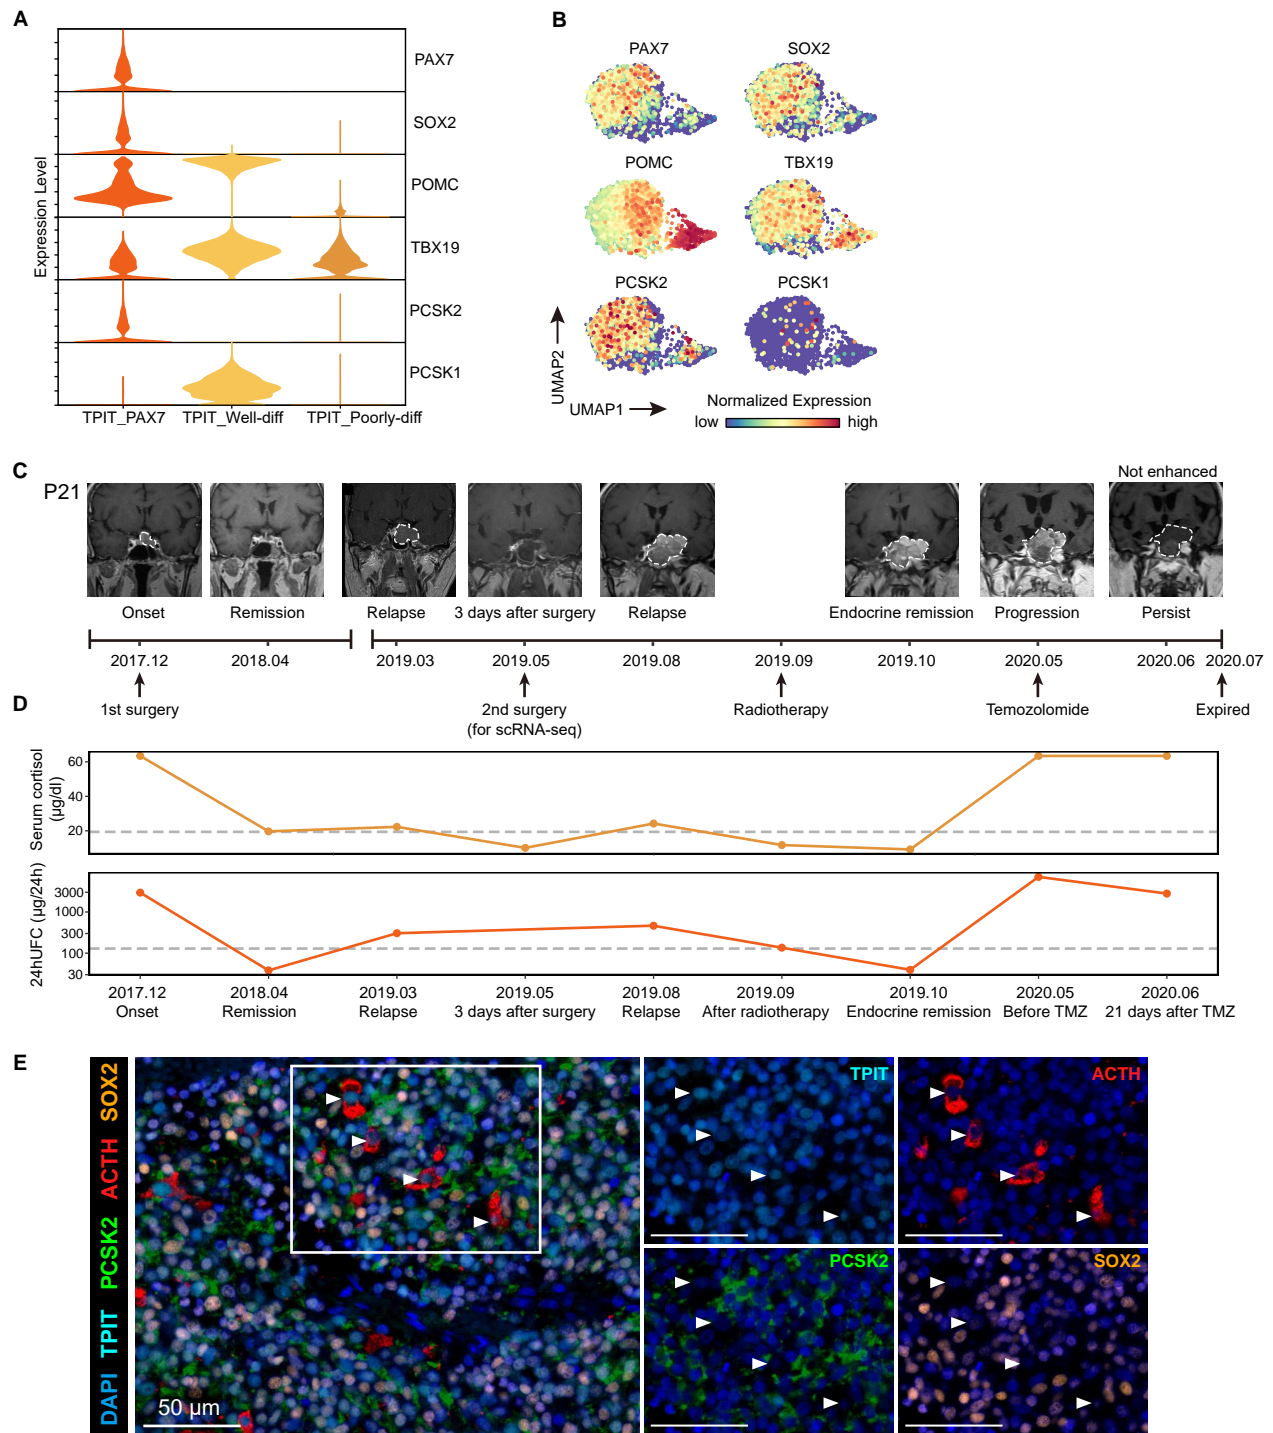 A
Expression Level
PAX7
SOX2
POMC
TBX19
PCSK2
PCSK1
TPIT_PAX7 TPIT_Well-diff TPIT_Poorly-diff
B
PAX7 SOX2
POMC TBX19
PCSK2 PCSK1
UMAP2
UMAP1
Normalized Expression
low high
C
P21
Not enhanced
Onset Remission Relapse 3 days after surgery Relapse Endocrine remission Progression Persist
2017.12 2018.04 2019.03 2019.05 2019.08 2019.09 2019.10 2020.05 2020.06 2020.07
1st surgery 2nd surgery Radiotherapy Temozolomide Expired
(for scRNA-seq)
D
Serum cortisol
(µg/dl)
60
40
20
24hUFC (µg/24h)
3000
1000
300
100
30
2017.12 2018.04 2019.03 2019.05 2019.08 2019.09 2019.10 2020.05 2020.06
Onset Remission Relapse 3 days after surgery Relapse After radiotherapy Endocrine remission Before TMZ 21 days after TMZ
E
DAPI TPIT PCSK2 ACTH SOX2
50 µm
TPIT
ACTH
PCSK2
SOX2